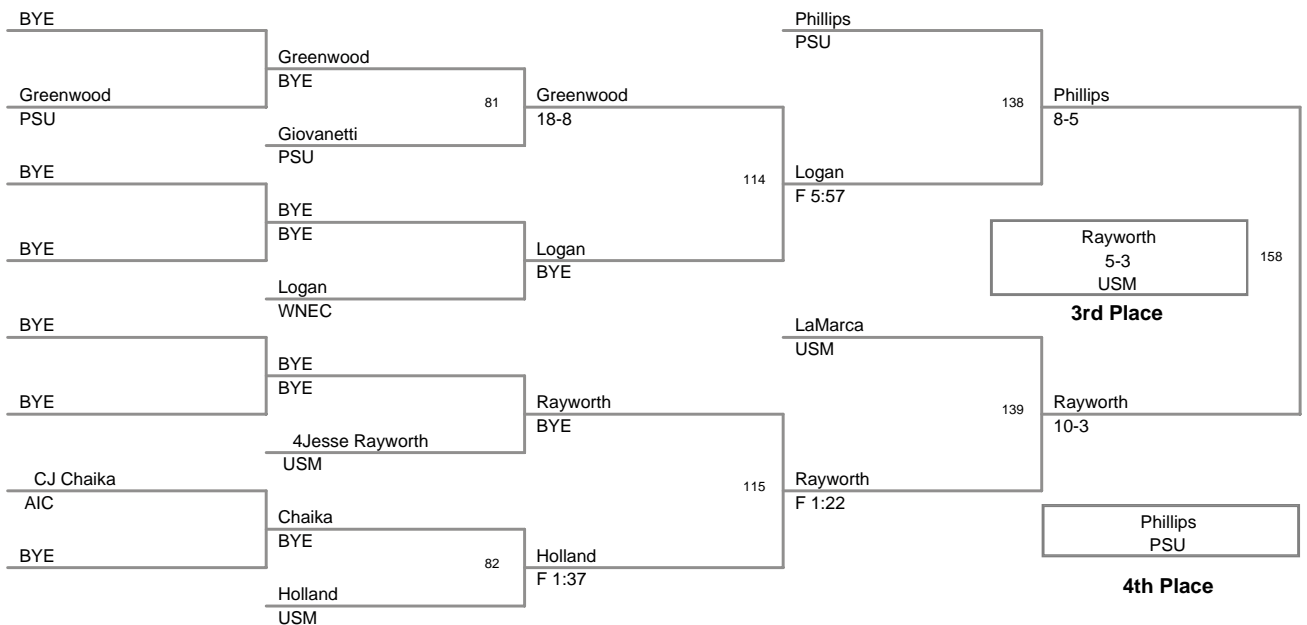 BYE
Greenwood
PSU
BYE
BYE
BYE
BYE
CJ Chaika
AIC
BYE
Greenwood
BYE
81
Giovanetti
PSU
BYE
BYE
Logan
WNEC
BYE
BYE
4Jesse Rayworth
USM
Chaika
BYE
82
Holland
USM
Greenwood
18-8
114
Logan
BYE
Rayworth
BYE
115
Holland
F 1:37
Phillips
PSU
138
Logan
F 5:57
LaMarca
USM
139
Rayworth
F 1:22
Phillips
8-5
Rayworth
5-3
USM
158
3rd Place
Rayworth
10-3
Phillips
PSU
4th Place